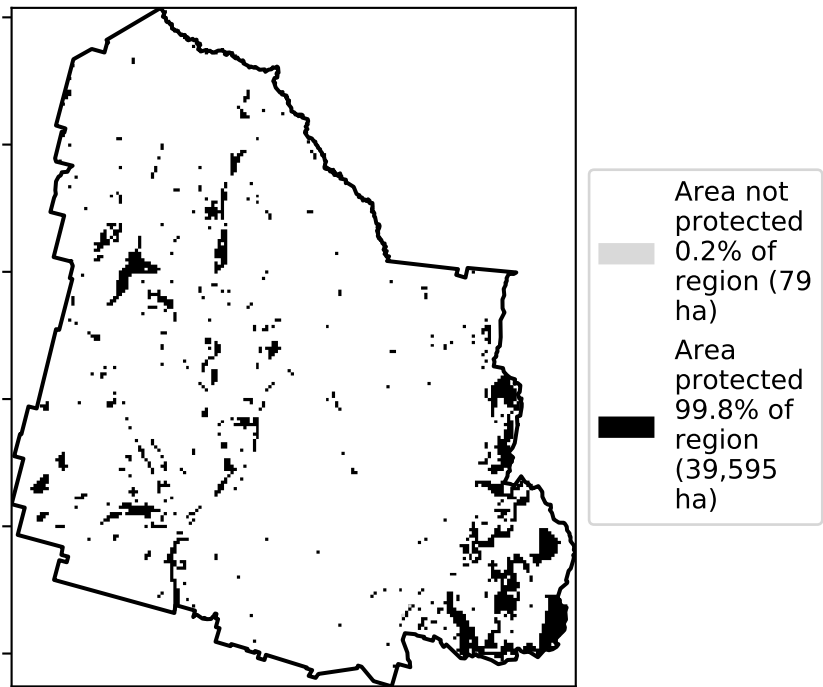 Area not
protected
0.2% of
region (79
ha)
Area
protected
99.8% of
region
(39,595
ha)